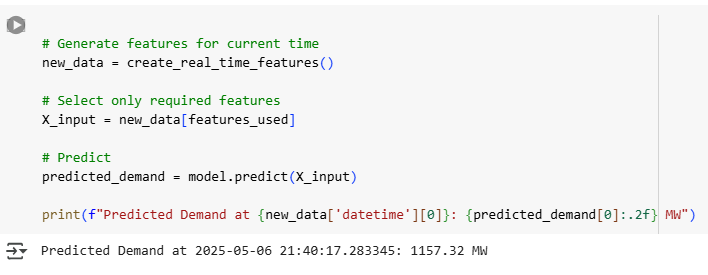 # Generate features for current time
new_data = create_real_time_features()
# Select only required features
X_input = new_data[features_used]
# Predict
predicted_demand = model.predict(X_input)
print(f"Predicted Demand at {new_data['datetime'][0]}: {predicted_demand[0]:.2f} MW")
Predicted Demand at 2025-05-06 21:40:17.283345: 1157.32 MW